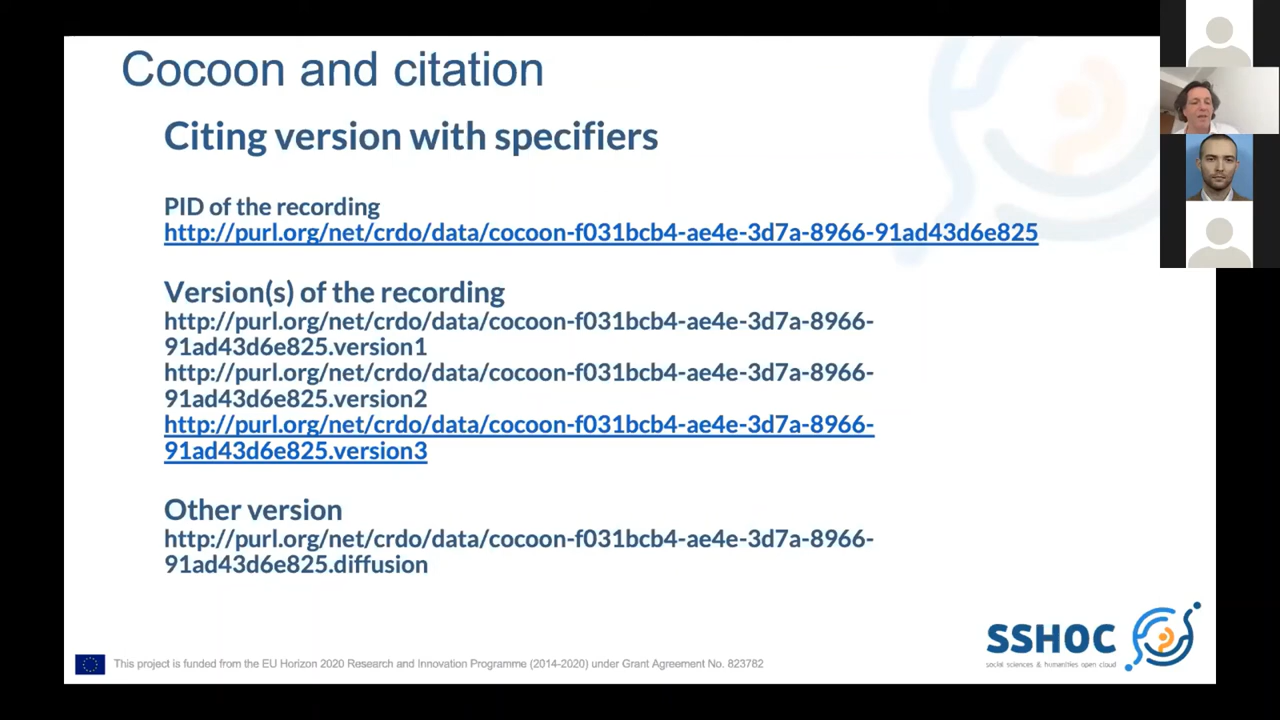 Cocoon and citation
Citing version with specifiers
PID of the recording
http://purl.org/net/crdo/data/cocoon-f031bcb4-ae4e-3d7a-8966-91ad43d6e825
Version(s) of the recording
http://purl.org/net/crdo/data/cocoon-f031bcb4-ae4e-3d7a-8966-
91ad43d6e825.version1
http://purl.org/net/crdo/data/cocoon-f031bcb4-ae4e-3d7a-8966-
91ad43d6e825.version2
http://purl.org/net/crdo/data/cocoon-f031bcb4-ae4e-3d7a-8966-
91ad43d6e825.version3
Other version
http://purl.org/net/crdo/data/cocoon-f031bcb4-ae4e-3d7a-8966-
91ad43d6e825.diffusion
SSHOC
social sciences & humanities open cloud
This project is funded from the EU Horizon 2020 Research and Innovation Programme (2014-2020) under Grant Agreement No. 823782